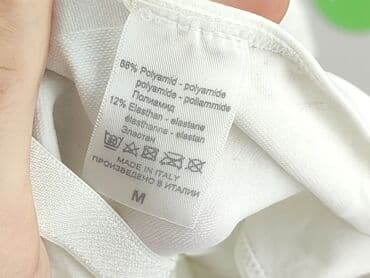 88% Polyamid - polyamide
polyamide - poliammide
Полиамид
12% Elasthan - elastane
élasthanne - elastan
Эластан
MADE IN ITALY
ПРОИЗВЕДЕНО В ИТАЛИИ
M